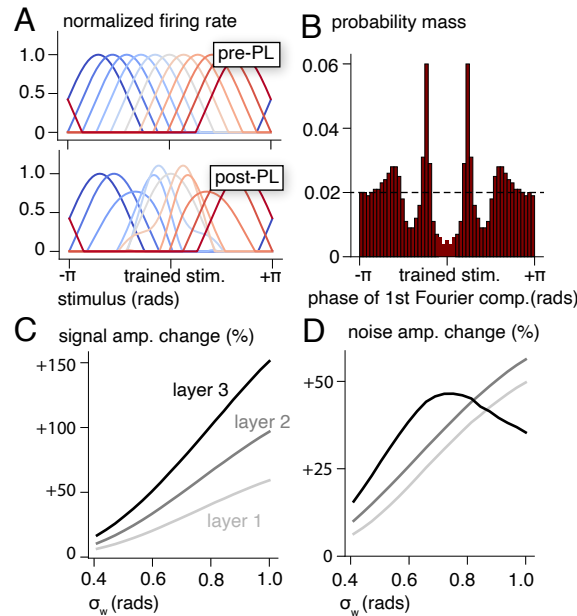 A normalized firing rate
1.0
pre-PL
0.5
0
1.0
post-PL
0.5
0
-π trained stim. +π
stimulus (rads)
B probability mass
0.06
0.04
0.02
0
-π trained stim. +π
phase of 1st Fourier comp.(rads)
C signal amp. change (%)
+150
layer 3
+100
layer 2
+50
layer 1
0
0.4 0.6 0.8 1.0
σw (rads)
D noise amp. change (%)
+50
+25
0
0.4 0.6 0.8 1.0
σw (rads)